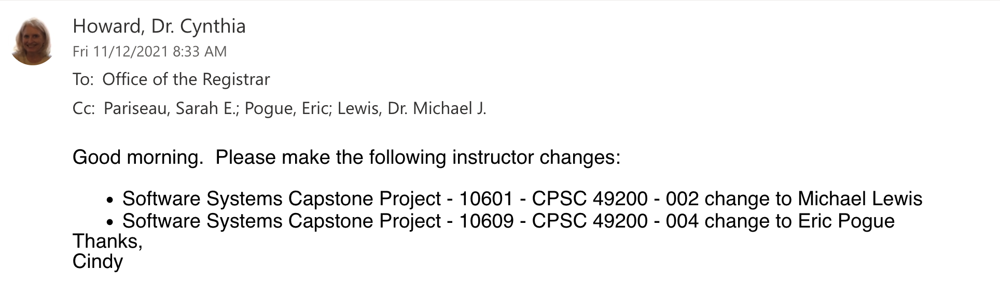 Howard, Dr. Cynthia
Fri 11/12/2021 8:33 AM
To: Office of the Registrar
Cc: Pariseau, Sarah E.; Pogue, Eric; Lewis, Dr. Michael J.
Good morning.  Please make the following instructor changes:
• Software Systems Capstone Project - 10601 - CPSC 49200 - 002 change to Michael Lewis
• Software Systems Capstone Project - 10609 - CPSC 49200 - 004 change to Eric Pogue
Thanks,
Cindy